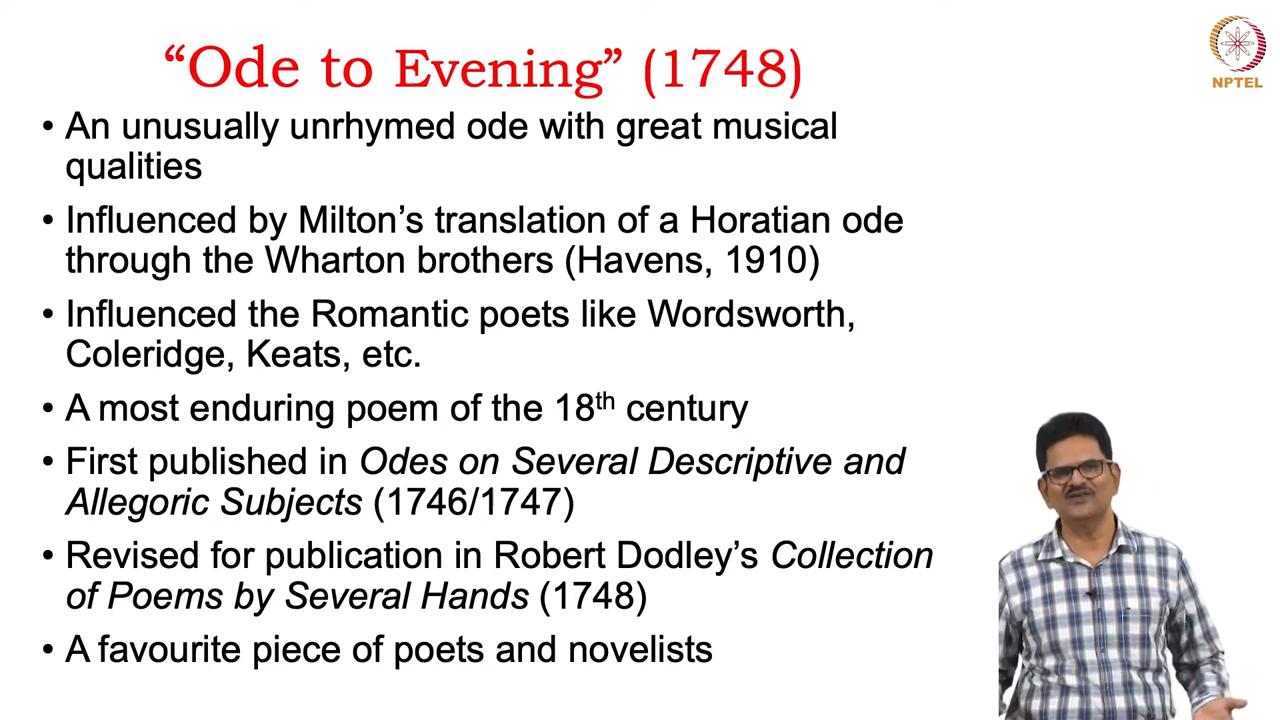 “Ode to Evening” (1748)
NPTEL
• An unusually unrhymed ode with great musical
qualities
• Influenced by Milton’s translation of a Horatian ode
through the Wharton brothers (Havens, 1910)
• Influenced the Romantic poets like Wordsworth,
Coleridge, Keats, etc.
• A most enduring poem of the 18th century
• First published in Odes on Several Descriptive and
Allegoric Subjects (1746/1747)
• Revised for publication in Robert Dodley’s Collection
of Poems by Several Hands (1748)
• A favourite piece of poets and novelists